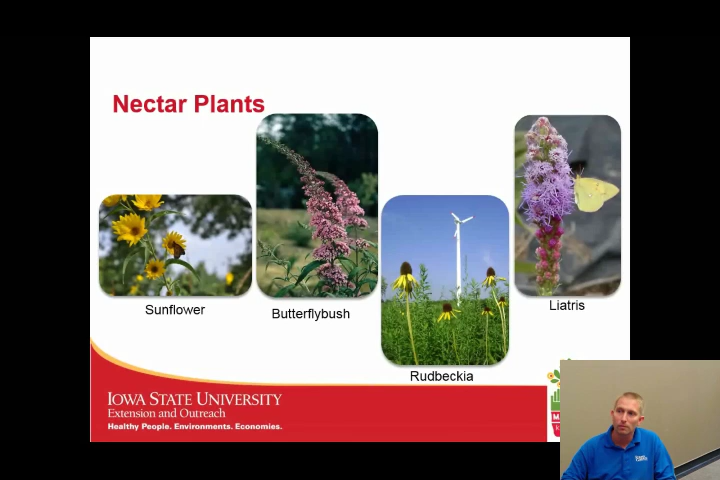 Nectar Plants
Sunflower
Butterflybush
Rudbeckia
Liatris
IOWA STATE UNIVERSITY
Extension and Outreach
Healthy People. Environments. Economies.